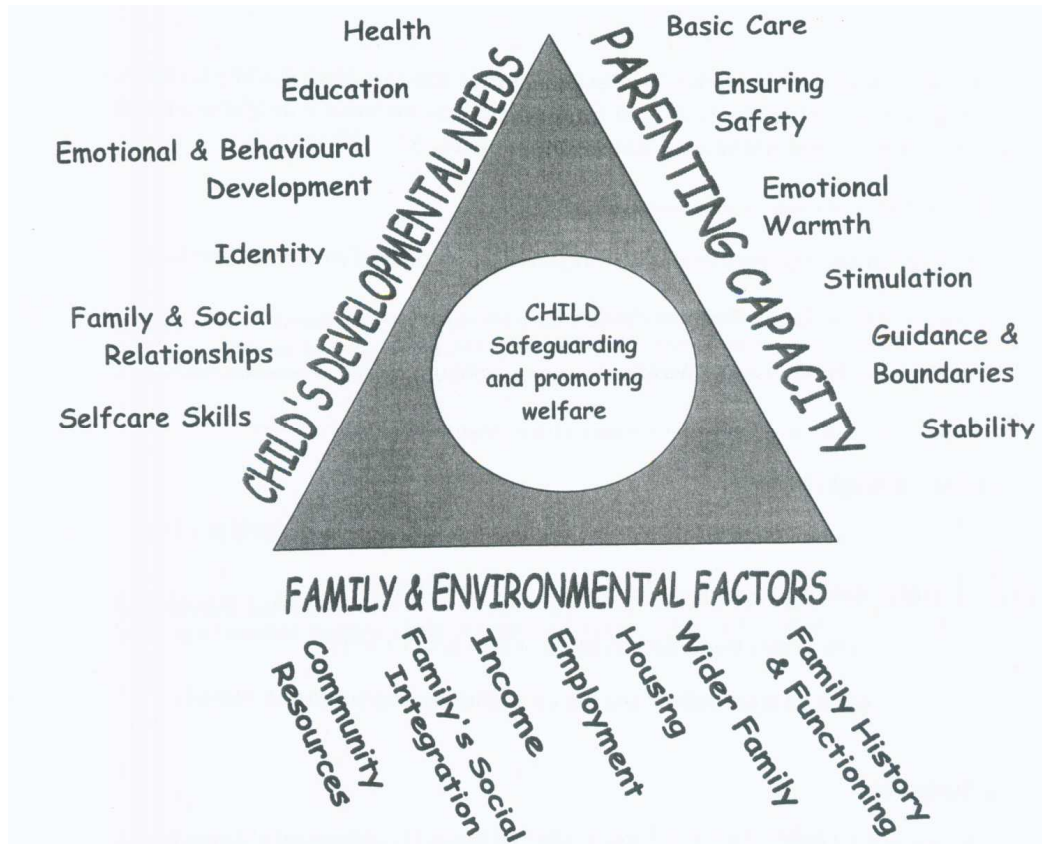 Health
Education
Emotional & Behavioural
Development
Identity
Family & Social
Relationships
Selfcare Skills
CHILD'S DEVELOPMENTAL NEEDS
PARENTING CAPACITY
Basic Care
Ensuring
Safety
Emotional
Warmth
Stimulation
Guidance &
Boundaries
Stability
CHILD
Safeguarding
and promoting
welfare
FAMILY & ENVIRONMENTAL FACTORS
Community
Resources
Family's Social
Integration
Income
Employment
Housing
Wider Family
Family History
& Functioning